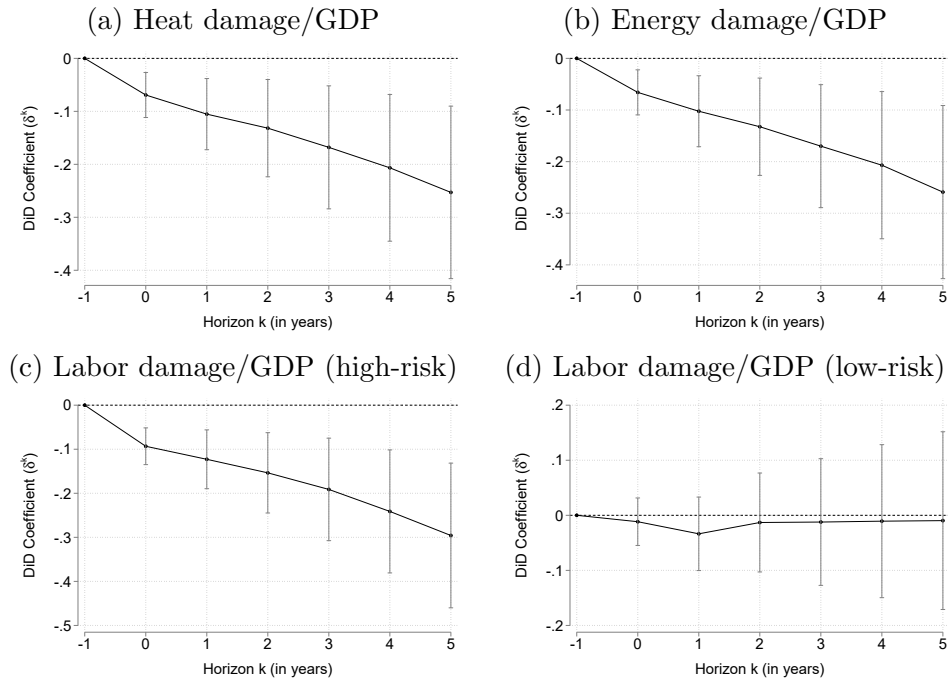 (a) Heat damage/GDP
0
-.1
-.2
-.3
-.4
DiD Coefficient (δᵏ)
-1 0 1 2 3 4 5
Horizon k (in years)
(b) Energy damage/GDP
0
-.1
-.2
-.3
-.4
DiD Coefficient (δᵏ)
-1 0 1 2 3 4 5
Horizon k (in years)
(c) Labor damage/GDP (high-risk)
0
-.1
-.2
-.3
-.4
-.5
DiD Coefficient (δᵏ)
-1 0 1 2 3 4 5
Horizon k (in years)
(d) Labor damage/GDP (low-risk)
.2
.1
0
-.1
-.2
DiD Coefficient (δᵏ)
-1 0 1 2 3 4 5
Horizon k (in years)